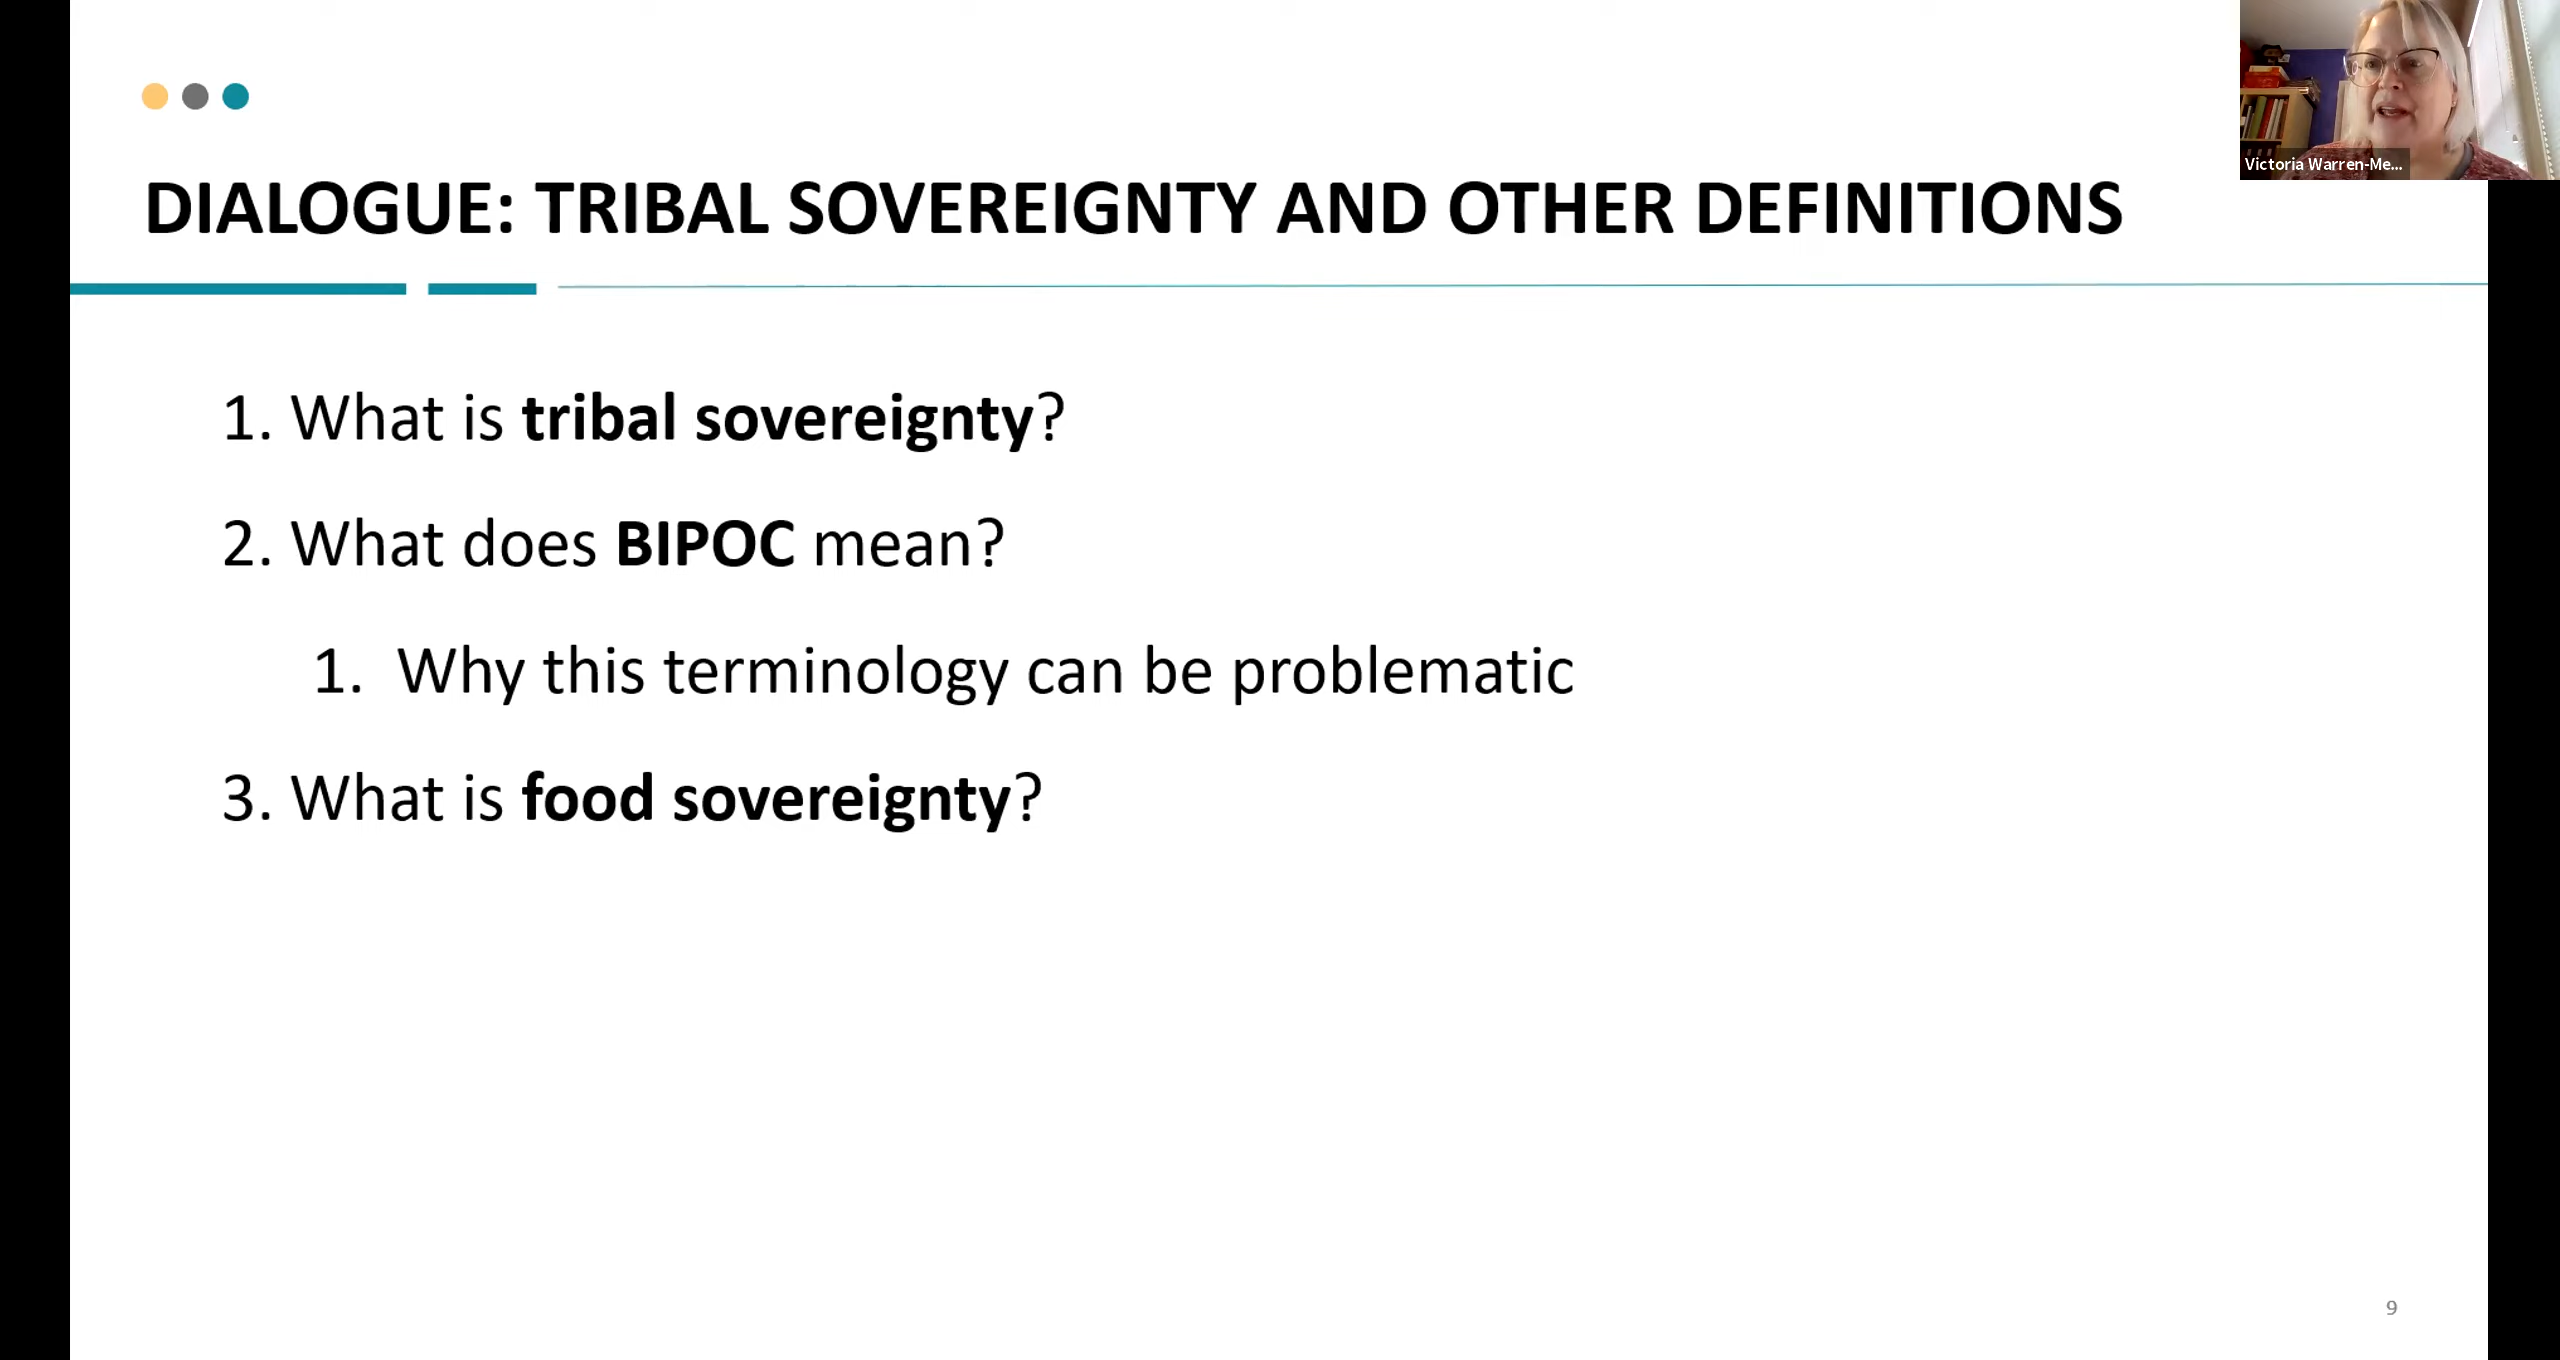 Victoria Warren-Me...
DIALOGUE: TRIBAL SOVEREIGNTY AND OTHER DEFINITIONS
1. What is tribal sovereignty?
2. What does BIPOC mean?
1. Why this terminology can be problematic
3. What is food sovereignty?
9